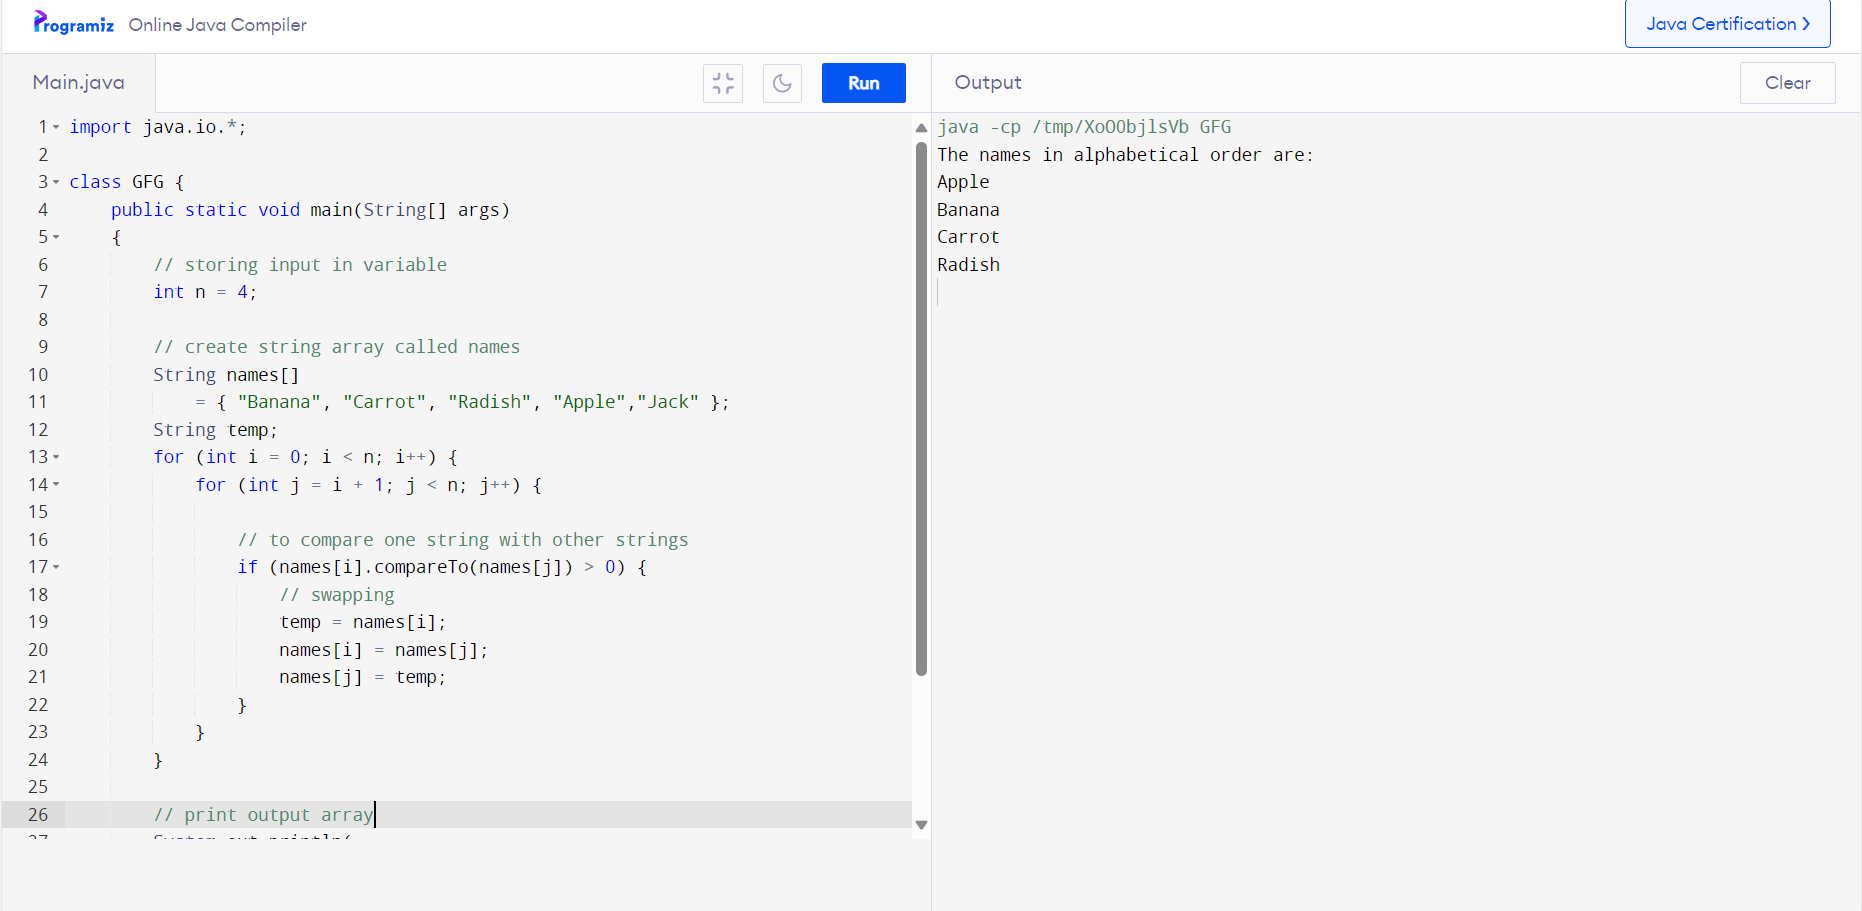 Programiz Online Java Compiler
Java Certification >
Main.java
Run
Output
Clear
1 import java.io.*;
2
3 class GFG {
4 public static void main(String[] args)
5 {
6 // storing input in variable
7 int n = 4;
8
9 // create string array called names
10 String names[]
11 = { "Banana", "Carrot", "Radish", "Apple","Jack" };
12 String temp;
13 for (int i = 0; i < n; i++) {
14 for (int j = i + 1; j < n; j++) {
15
16 // to compare one string with other strings
17 if (names[i].compareTo(names[j]) > 0) {
18 // swapping
19 temp = names[i];
20 names[i] = names[j];
21 names[j] = temp;
22 }
23 }
24 }
25
26 // print output array
27 System.out.println(
java -cp /tmp/XoOObjlsVb GFG
The names in alphabetical order are:
Apple
Banana
Carrot
Radish